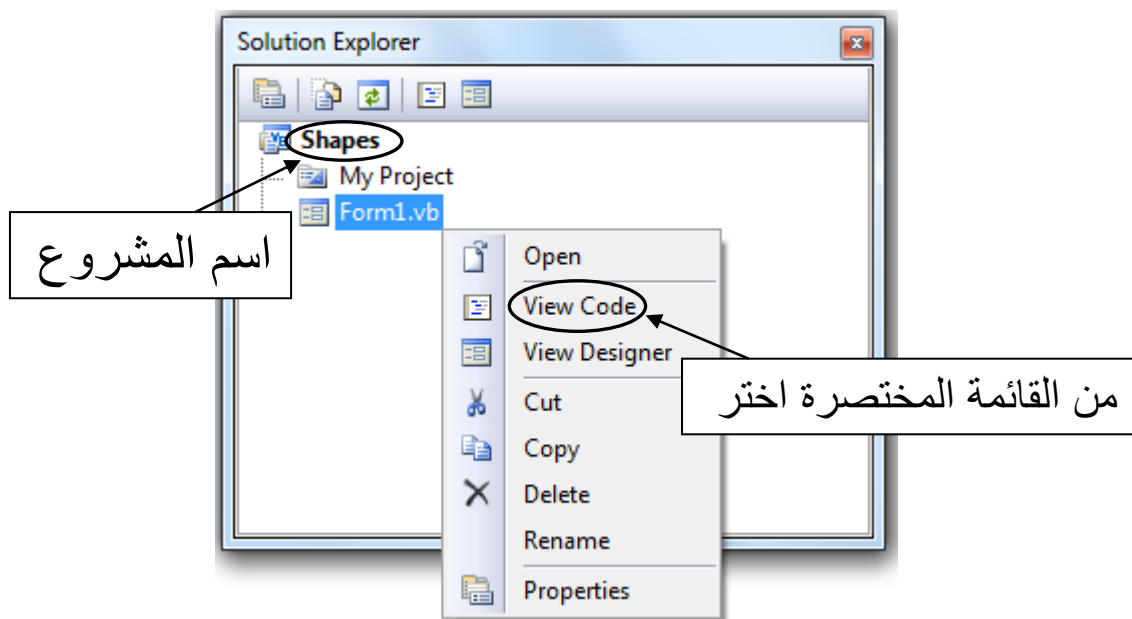 Solution Explorer
Shapes
My Project
Form1.vb
اسم المشروع
Open
View Code
View Designer
من القائمة المختصرة اختر
Cut
Copy
Delete
Rename
Properties